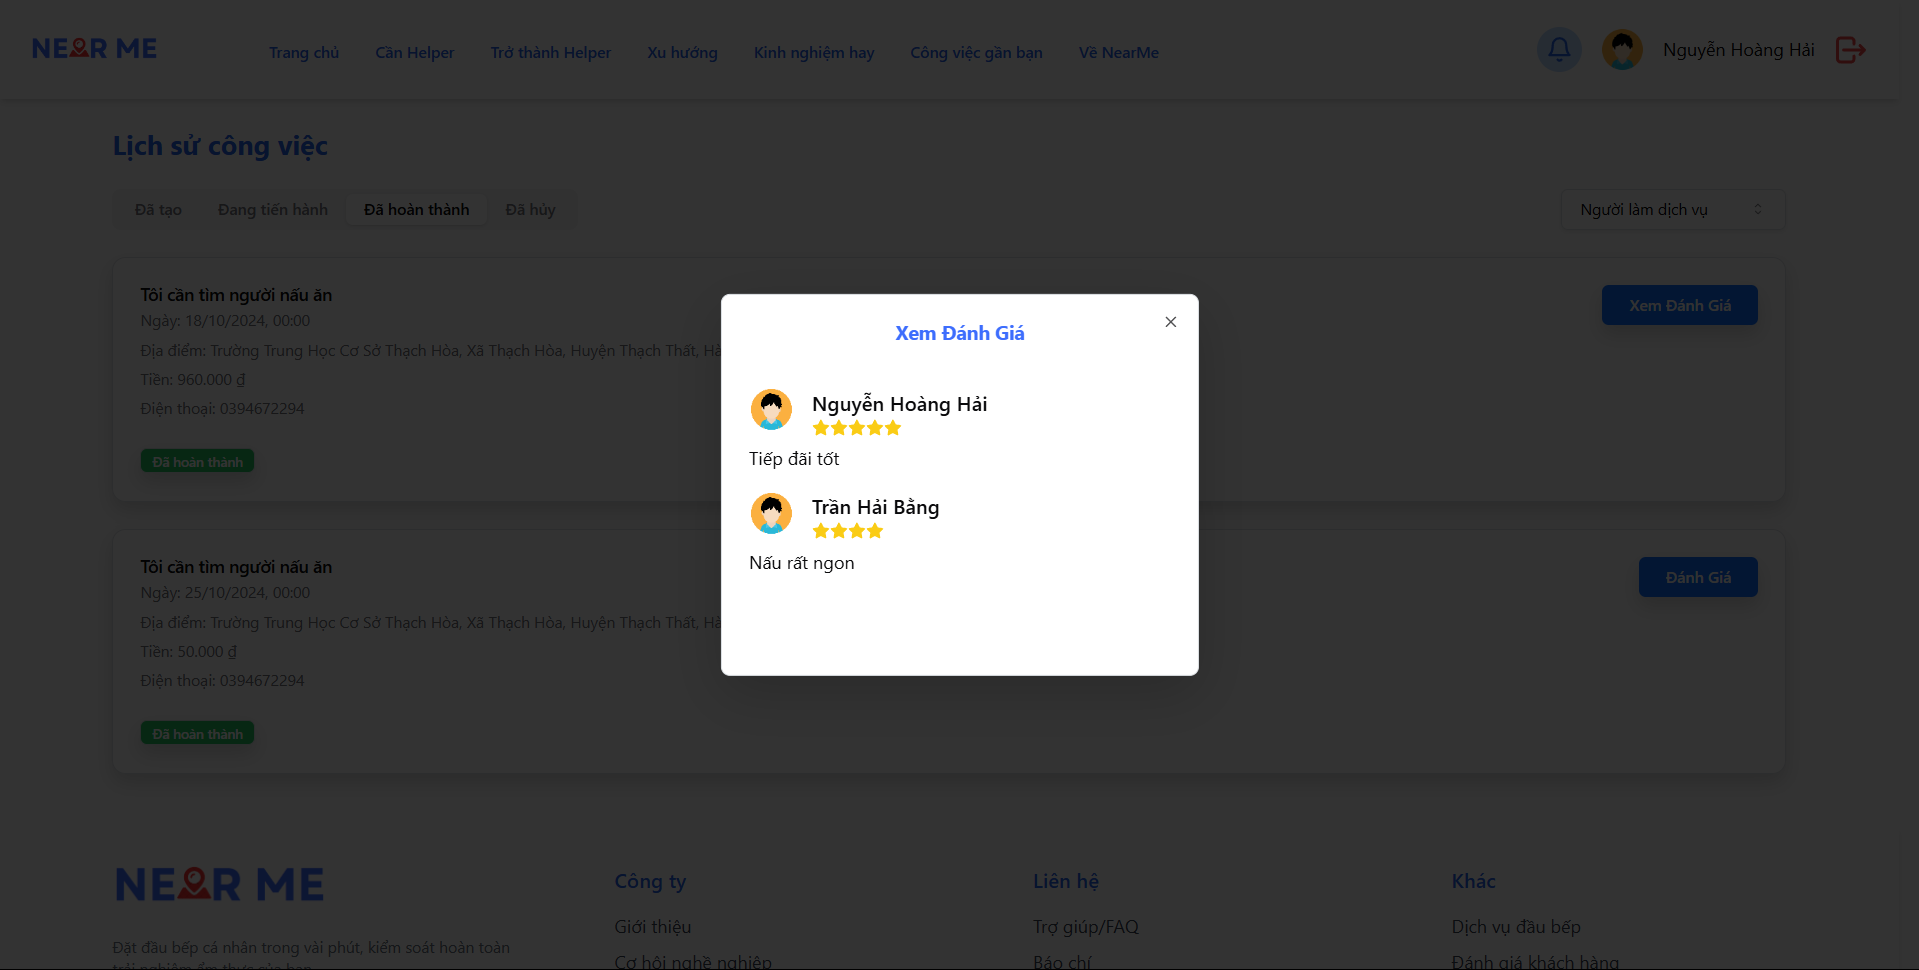 NEAR ME
Trang chủ
Cần Helper
Trở thành Helper
Xu hướng
Kinh nghiệm hay
Công việc gần bạn
Về NearMe
Nguyễn Hoàng Hải
Lịch sử công việc
Đã tạo
Đang tiến hành
Đã hoàn thành
Đã hủy
Người làm dịch vụ
Tôi cần tìm người nấu ăn
Ngày: 18/10/2024, 00:00
Địa điểm: Trường Trung Học Cơ Sở Thạch Hòa, Xã Thạch Hòa, Huyện Thạch Thất, Hà
Tiền: 960.000 ₫
Điện thoại: 0394672294
Đã hoàn thành
Xem Đánh Giá
Xem Đánh Giá
Nguyễn Hoàng Hải
Tiếp đãi tốt
Trần Hải Bằng
Nấu rất ngon
Tôi cần tìm người nấu ăn
Ngày: 25/10/2024, 00:00
Địa điểm: Trường Trung Học Cơ Sở Thạch Hòa, Xã Thạch Hòa, Huyện Thạch Thất, Hà
Tiền: 50.000 ₫
Điện thoại: 0394672294
Đã hoàn thành
Đánh Giá
NEAR ME
Đặt đầu bếp cá nhân trong vài phút, kiểm soát hoàn toàn
trải nghiệm ẩm thực của bạn
Công ty
Giới thiệu
Cơ hội nghề nghiệp
Liên hệ
Trợ giúp/FAQ
Báo chí
Khác
Dịch vụ đầu bếp
Đánh giá khách hàng